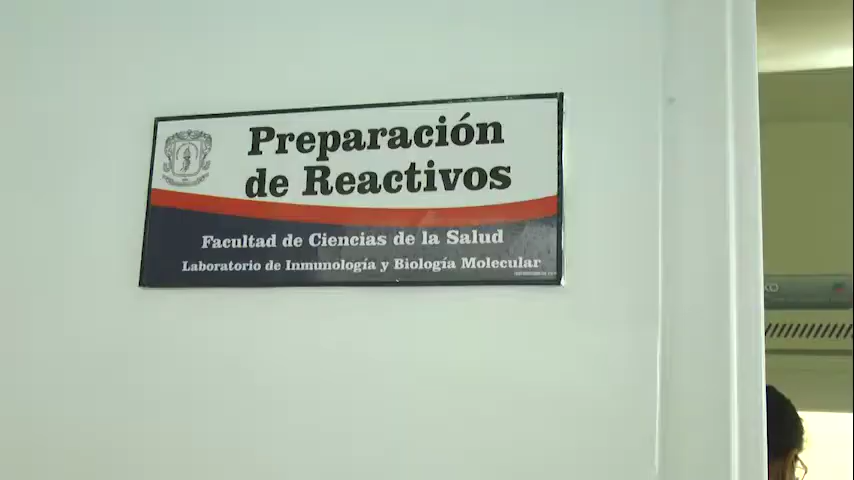 Preparación
de Reactivos
Facultad de Ciencias de la Salud
Laboratorio de Inmunología y Biología Molecular